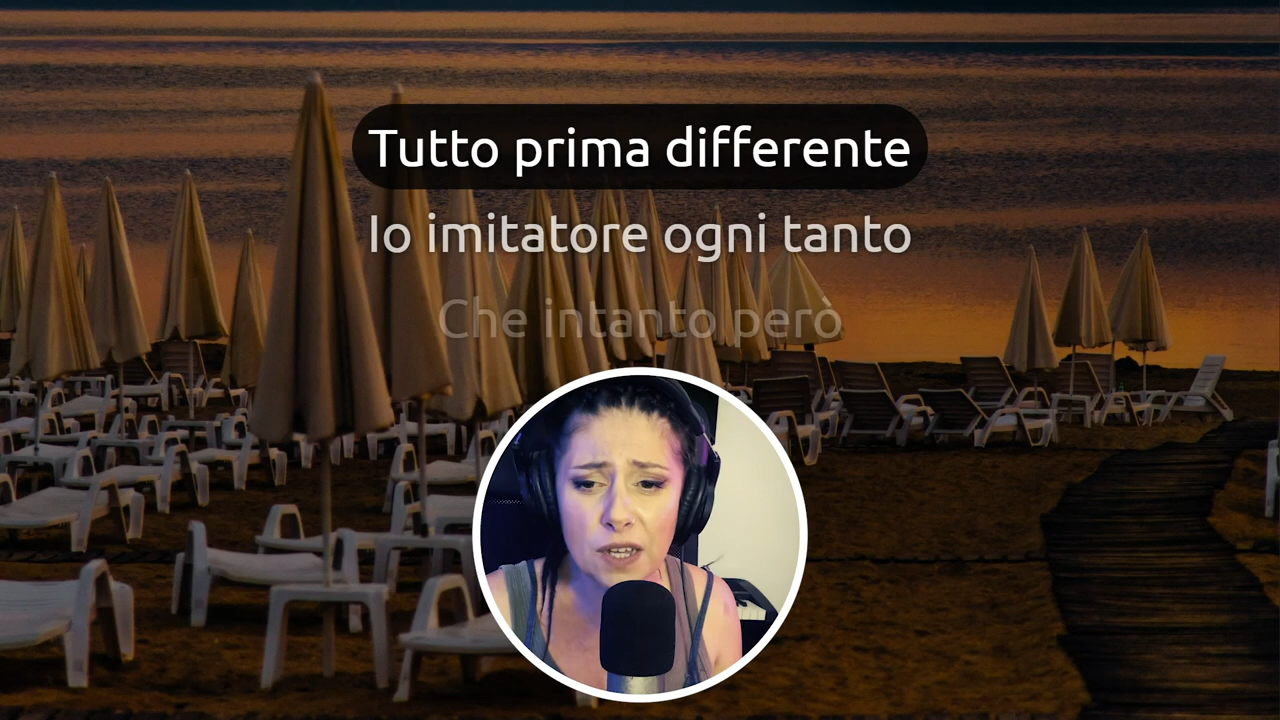 Tutto prima differente
Io imitatore ogni tanto
Che intanto però